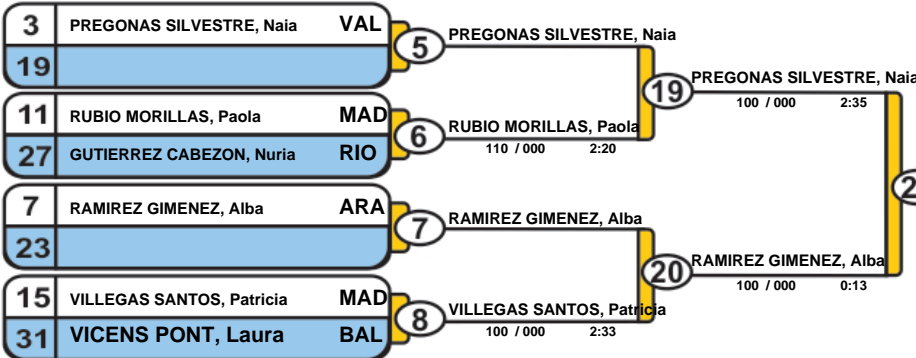 3 PREGONAS SILVESTRE, Naia VAL
19
5 PREGONAS SILVESTRE, Naia
11 RUBIO MORILLAS, Paola MAD
27 GUTIERREZ CABEZON, Nuria RIO
6 RUBIO MORILLAS, Paola
110 / 000 2:20
19 PREGONAS SILVESTRE, Naia
100 / 000 2:35
7 RAMIREZ GIMENEZ, Alba ARA
23
7 RAMIREZ GIMENEZ, Alba
15 VILLEGAS SANTOS, Patricia MAD
31 VICENS PONT, Laura BAL
8 VILLEGAS SANTOS, Patricia
100 / 000 2:33
20 RAMIREZ GIMENEZ, Alba
100 / 000 0:13